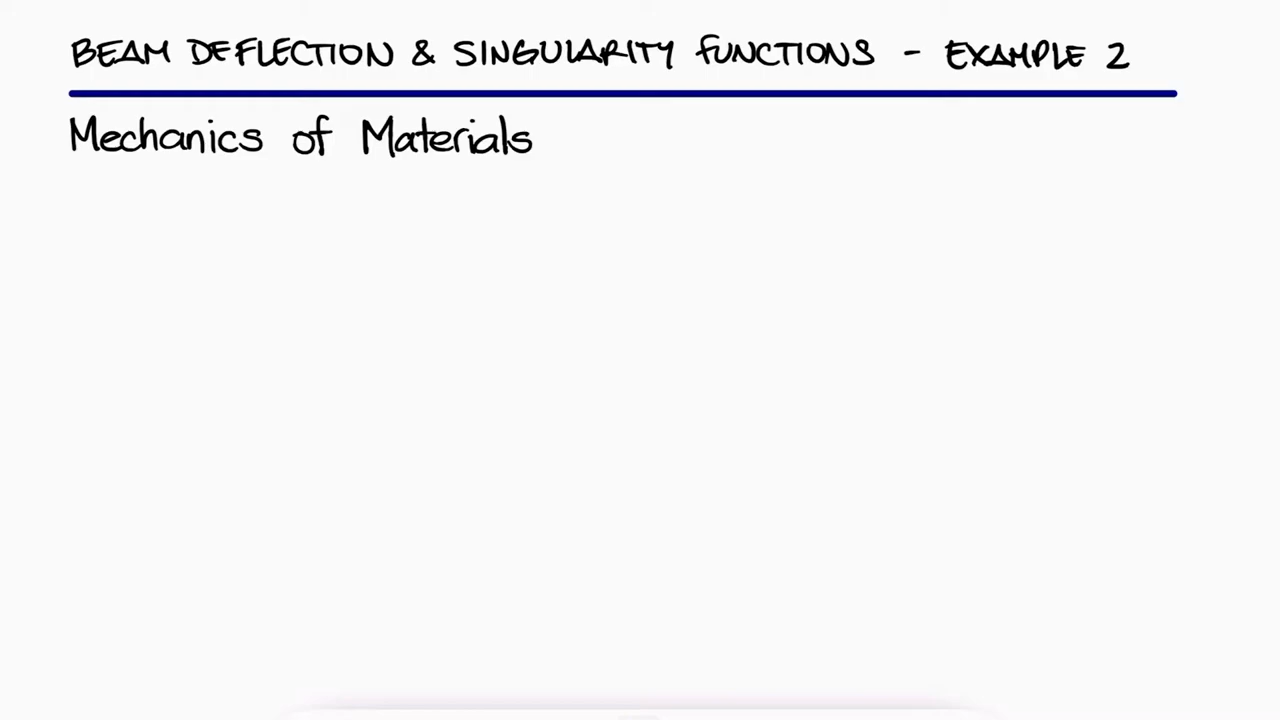 BEAM DEFLECTION & SINGULARITY FUNCTIONS - EXAMPLE 2
Mechanics of Materials